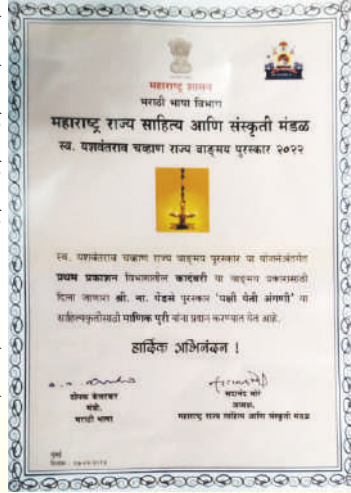 महाराष्ट्र शासन
मराठी भाषा विभाग
महाराष्ट्र राज्य साहित्य आणि संस्कृती मंडळ
स्व. यशवंतराव चव्हाण राज्य वाङ्मय पुरस्कार २०२२
स्व. यशवंतराव चव्हाण राज्य वाङ्मय पुरस्कार या योजनेअंतर्गत
प्रथम प्रकाशन विभागातील कादंबरी या वाङ्मय प्रकारासाठी
दिला जाणारा श्री. ना. पेंडसे पुरस्कार 'पक्षी येती अंगणी' या
साहित्यकृतीसाठी माणिक पुरी यांना प्रदान करण्यात येत आहे.
हार्दिक अभिनंदन !
दीपक केसरकर
मंत्री,
मराठी भाषा
सदानंद मोरे
अध्यक्ष,
महाराष्ट्र राज्य साहित्य आणि संस्कृती मंडळ
मुंबई
दिनांक :